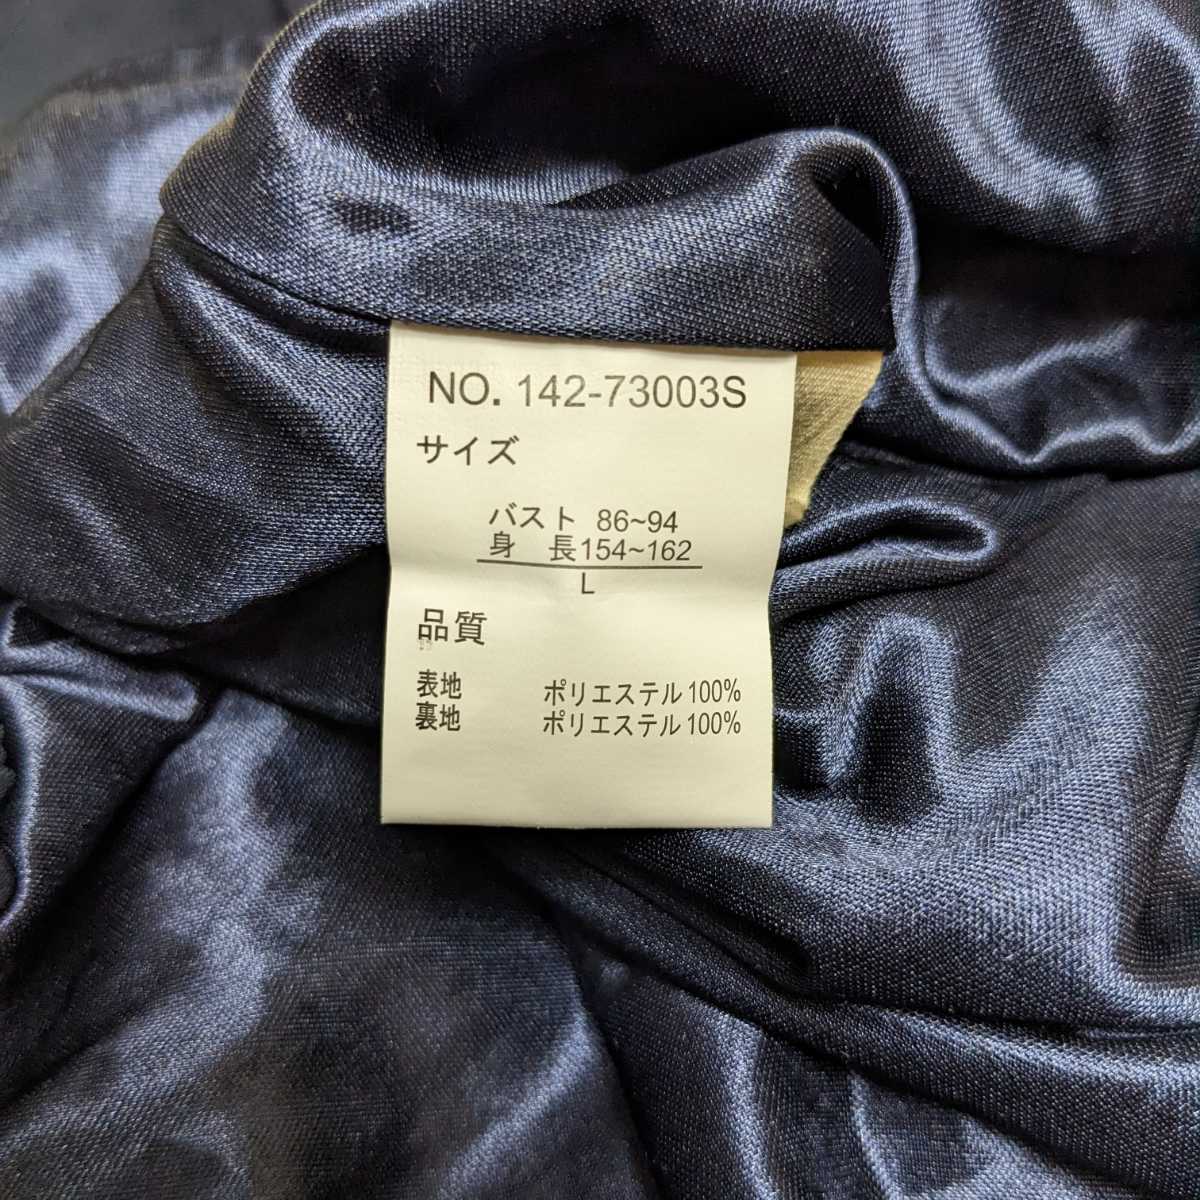 NO. 142-73003S
サイズ
バスト 86~94
身 長154~162
L
品質
表地 ポリエステル100%
裏地 ポリエステル100%